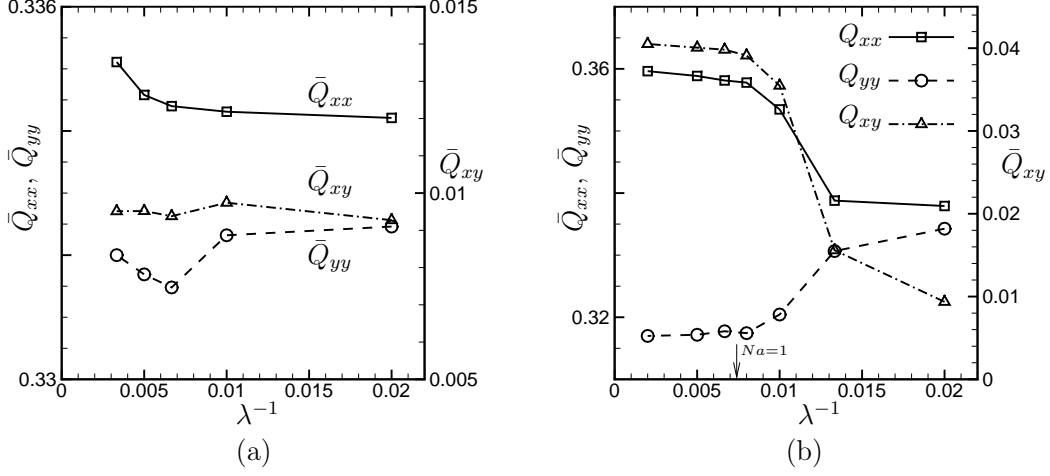 0.336
0.33
Q̄xx, Q̄yy
0.015
0.01
0.005
Q̄xy
Q̄xx
Q̄xy
Q̄yy
0 0.005 0.01 0.015 0.02
λ⁻¹
(a)
0.36
0.32
Q̄xx, Q̄yy
0.04
0.03
0.02
0.01
0
Q̄xy
Qxx
Qyy
Qxy
Na=1
0 0.005 0.01 0.015 0.02
λ⁻¹
(b)